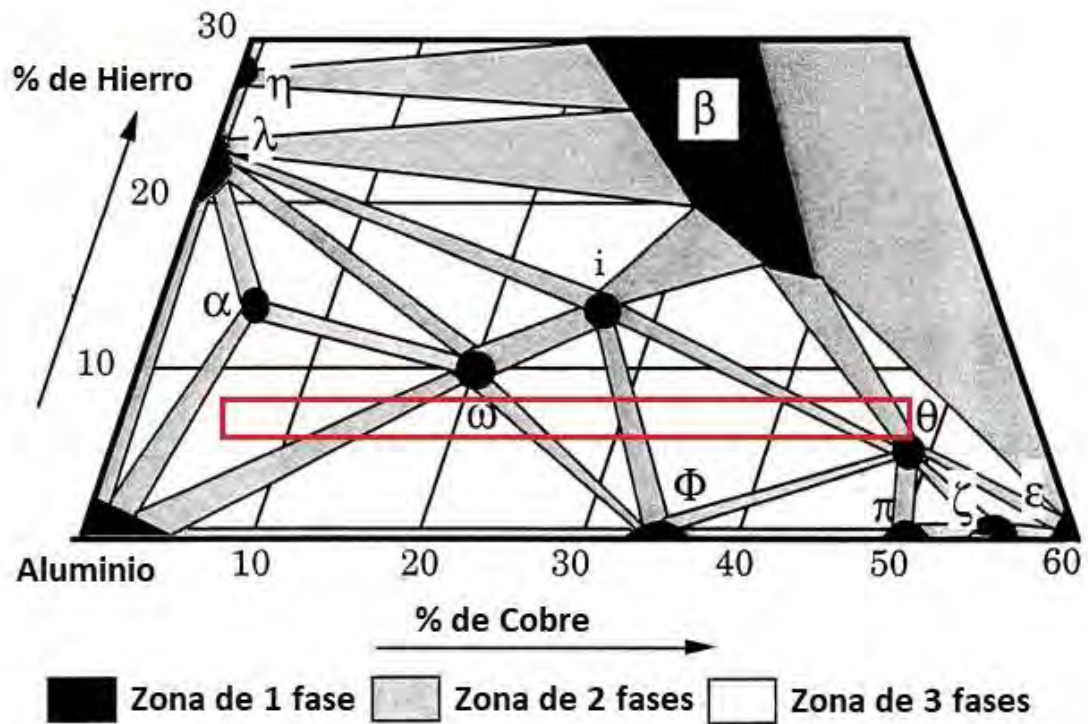 30
% de Hierro
η
β
λ
20
i
α
10
ω
θ
Φ
π
ζ
ε
Aluminio
10
20
30
40
50
60
% de Cobre
Zona de 1 fase
Zona de 2 fases
Zona de 3 fases